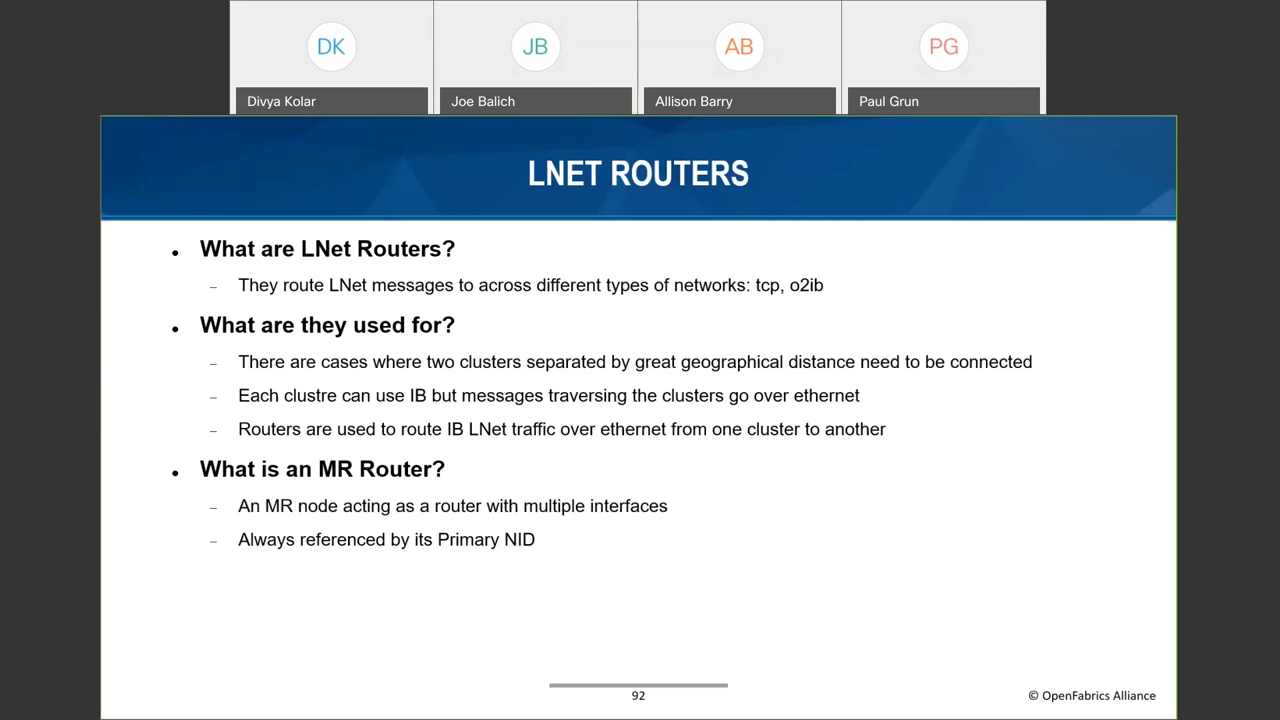 DK
JB
AB
PG
Divya Kolar
Joe Balich
Allison Barry
Paul Grun
LNET ROUTERS
• What are LNet Routers?
– They route LNet messages to across different types of networks: tcp, o2ib
• What are they used for?
– There are cases where two clusters separated by great geographical distance need to be connected
– Each clustre can use IB but messages traversing the clusters go over ethernet
– Routers are used to route IB LNet traffic over ethernet from one cluster to another
• What is an MR Router?
– An MR node acting as a router with multiple interfaces
– Always referenced by its Primary NID
92
© OpenFabrics Alliance